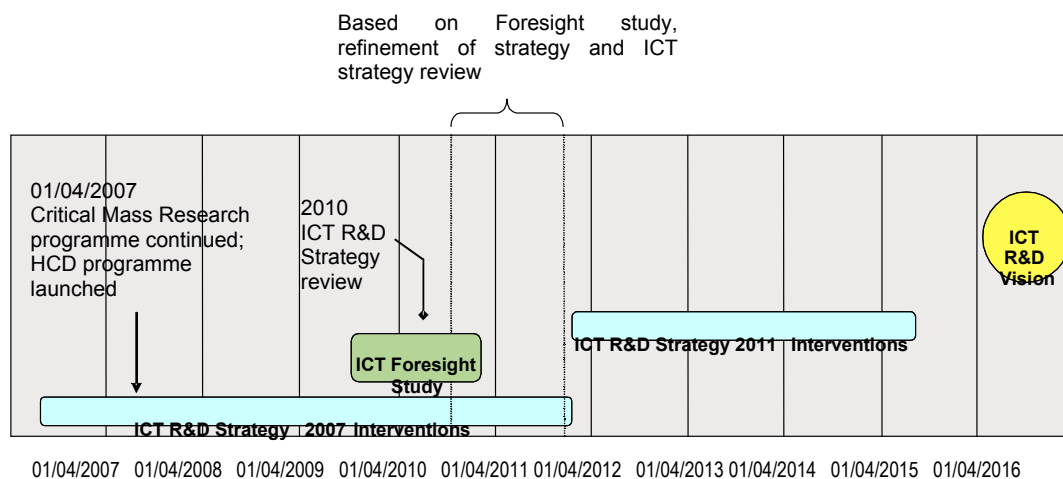 Based on Foresight study,
refinement of strategy and ICT
strategy review
01/04/2007
Critical Mass Research
programme continued;
HCD programme
launched
2010
ICT R&D
Strategy
review
ICT
R&D
Vision
ICT R&D Strategy 2011 Interventions
ICT Foresight
Study
ICT R&D Strategy 2007 Interventions
01/04/2007 01/04/2008 01/04/2009 01/04/2010 01/04/2011 01/04/2012 01/04/2013 01/04/2014 01/04/2015 01/04/2016